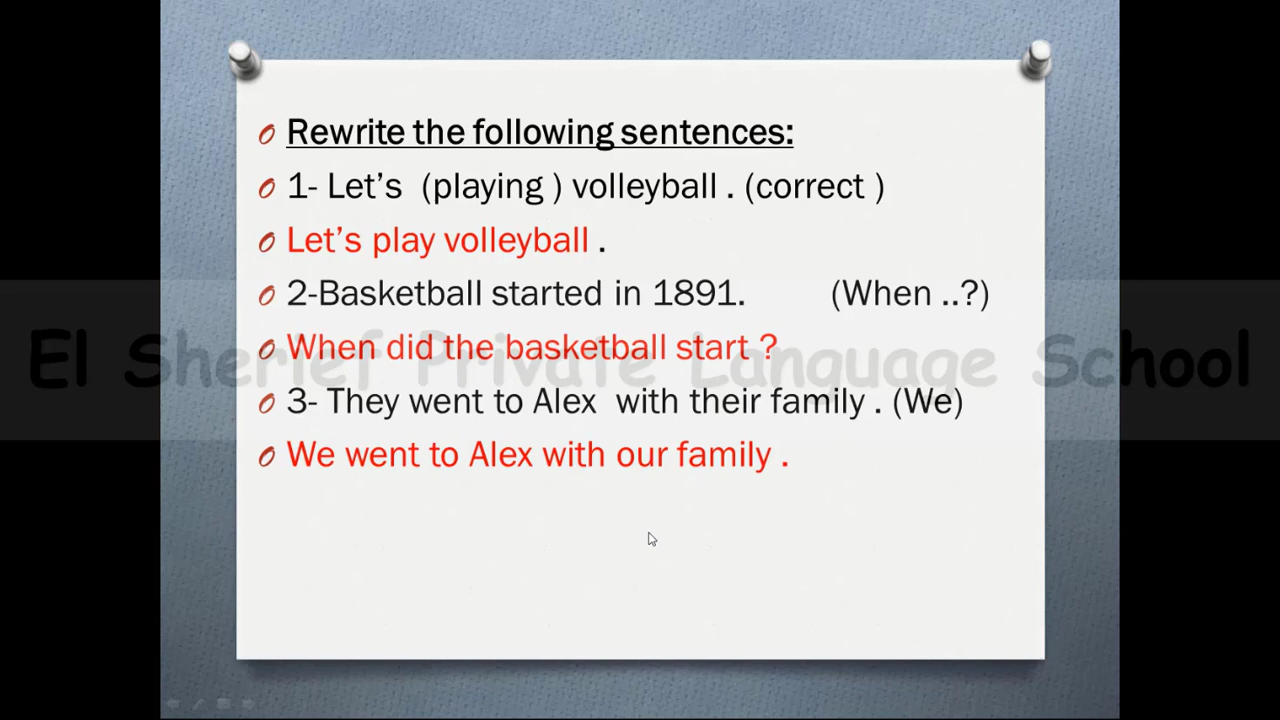 Rewrite the following sentences:
1- Let's (playing ) volleyball . (correct )
Let's play volleyball .
2-Basketball started in 1891. (When ..?)
When did the basketball start ?
El Sherief Private Language School
3- They went to Alex with their family . (We)
We went to Alex with our family .